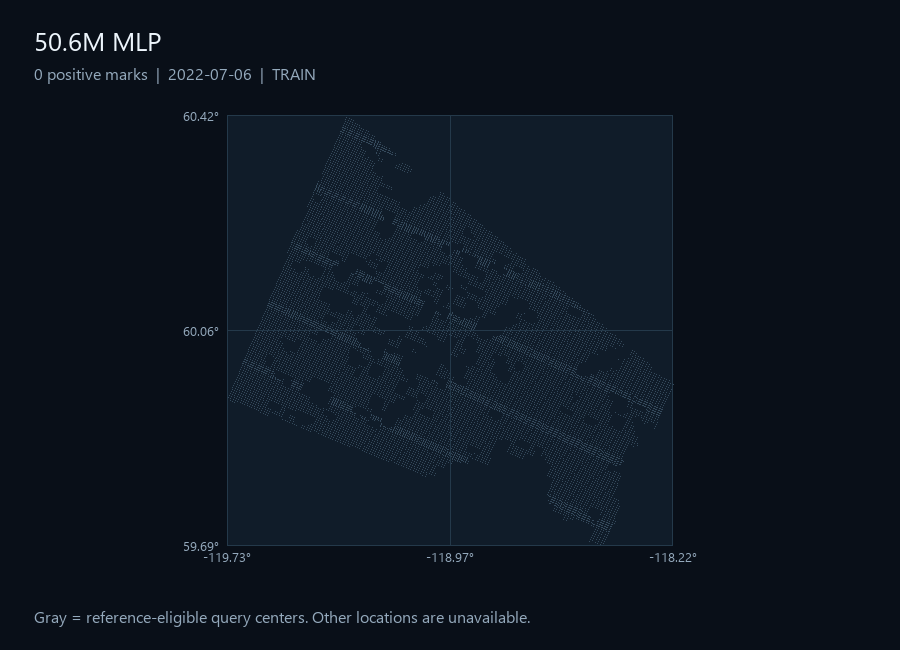 50.6M MLP
0 positive marks | 2022-07-06 | TRAIN
60.42°
60.06°
59.69°
-119.73°
-118.97°
-118.22°
Gray = reference-eligible query centers. Other locations are unavailable.